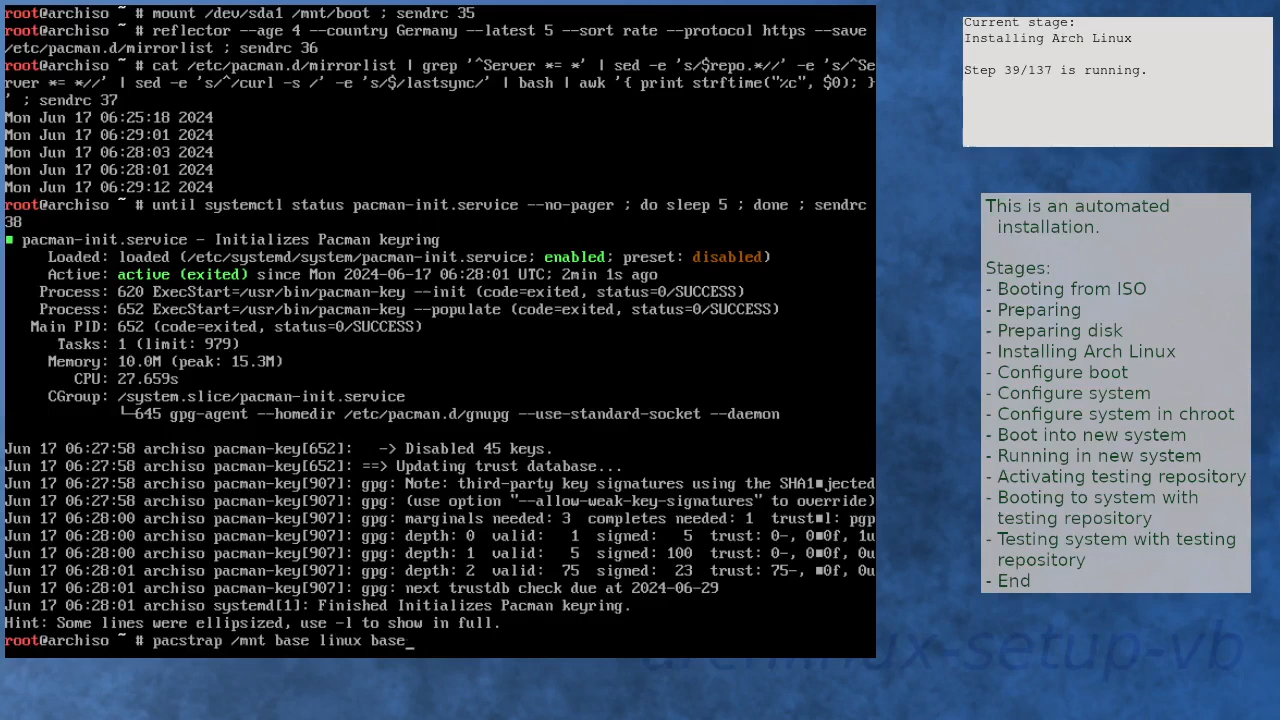 root@archiso ~ # mount /dev/sda1 /mnt/boot ; sendrc 35
root@archiso ~ # reflector --age 4 --country Germany --latest 5 --sort rate --protocol https --save
/etc/pacman.d/mirrorlist ; sendrc 36
root@archiso ~ # cat /etc/pacman.d/mirrorlist | grep '^Server *= *' | sed -e 's/$repo.*//' -e 's/^Se
rver *= *//' | sed -e 's/^/curl -s /' -e 's/$/lastsync/' | bash | awk '{ print strftime("%c", $0); }
' ; sendrc 37
Mon Jun 17 06:25:18 2024
Mon Jun 17 06:29:01 2024
Mon Jun 17 06:28:03 2024
Mon Jun 17 06:28:01 2024
Mon Jun 17 06:29:12 2024
root@archiso ~ # until systemctl status pacman-init.service --no-pager ; do sleep 5 ; done ; sendrc
38
■ pacman-init.service - Initializes Pacman keyring
Loaded: loaded (/etc/systemd/system/pacman-init.service; enabled; preset: disabled)
Active: active (exited) since Mon 2024-06-17 06:28:01 UTC; 2min 1s ago
Process: 620 ExecStart=/usr/bin/pacman-key --init (code=exited, status=0/SUCCESS)
Process: 652 ExecStart=/usr/bin/pacman-key --populate (code=exited, status=0/SUCCESS)
Main PID: 652 (code=exited, status=0/SUCCESS)
Tasks: 1 (limit: 979)
Memory: 10.0M (peak: 15.3M)
CPU: 27.659s
CGroup: /system.slice/pacman-init.service
└─645 gpg-agent --homedir /etc/pacman.d/gnupg --use-standard-socket --daemon
Jun 17 06:27:58 archiso pacman-key[652]:   -> Disabled 45 keys.
Jun 17 06:27:58 archiso pacman-key[652]: ==> Updating trust database...
Jun 17 06:27:58 archiso pacman-key[907]: gpg: Note: third-party key signatures using the SHA1■jected
Jun 17 06:27:58 archiso pacman-key[907]: gpg: (use option "--allow-weak-key-signatures" to override)
Jun 17 06:28:00 archiso pacman-key[907]: gpg: marginals needed: 3  completes needed: 1  trust■l: pgp
Jun 17 06:28:00 archiso pacman-key[907]: gpg: depth: 0  valid:   1  signed:   5  trust: 0-, 0■0f, 1u
Jun 17 06:28:00 archiso pacman-key[907]: gpg: depth: 1  valid:   5  signed: 100  trust: 0-, 0■0f, 0u
Jun 17 06:28:01 archiso pacman-key[907]: gpg: depth: 2  valid:  75  signed:  23  trust: 75-, ■0f, 0u
Jun 17 06:28:01 archiso pacman-key[907]: gpg: next trustdb check due at 2024-06-29
Jun 17 06:28:01 archiso systemd[1]: Finished Initializes Pacman keyring.
Hint: Some lines were ellipsized, use -l to show in full.
root@archiso ~ # pacstrap /mnt base linux base_
Current stage:
Installing Arch Linux
Step 39/137 is running.
This is an automated
installation.
Stages:
- Booting from ISO
- Preparing
- Preparing disk
- Installing Arch Linux
- Configure boot
- Configure system
- Configure system in chroot
- Boot into new system
- Running in new system
- Activating testing repository
- Booting to system with
testing repository
- Testing system with testing
repository
- End
archlinux-setup-vb